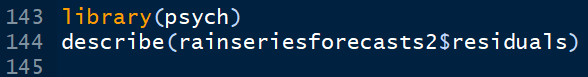 143 library(psych)
144 describe(rainseriesforecasts2$residuals)
145